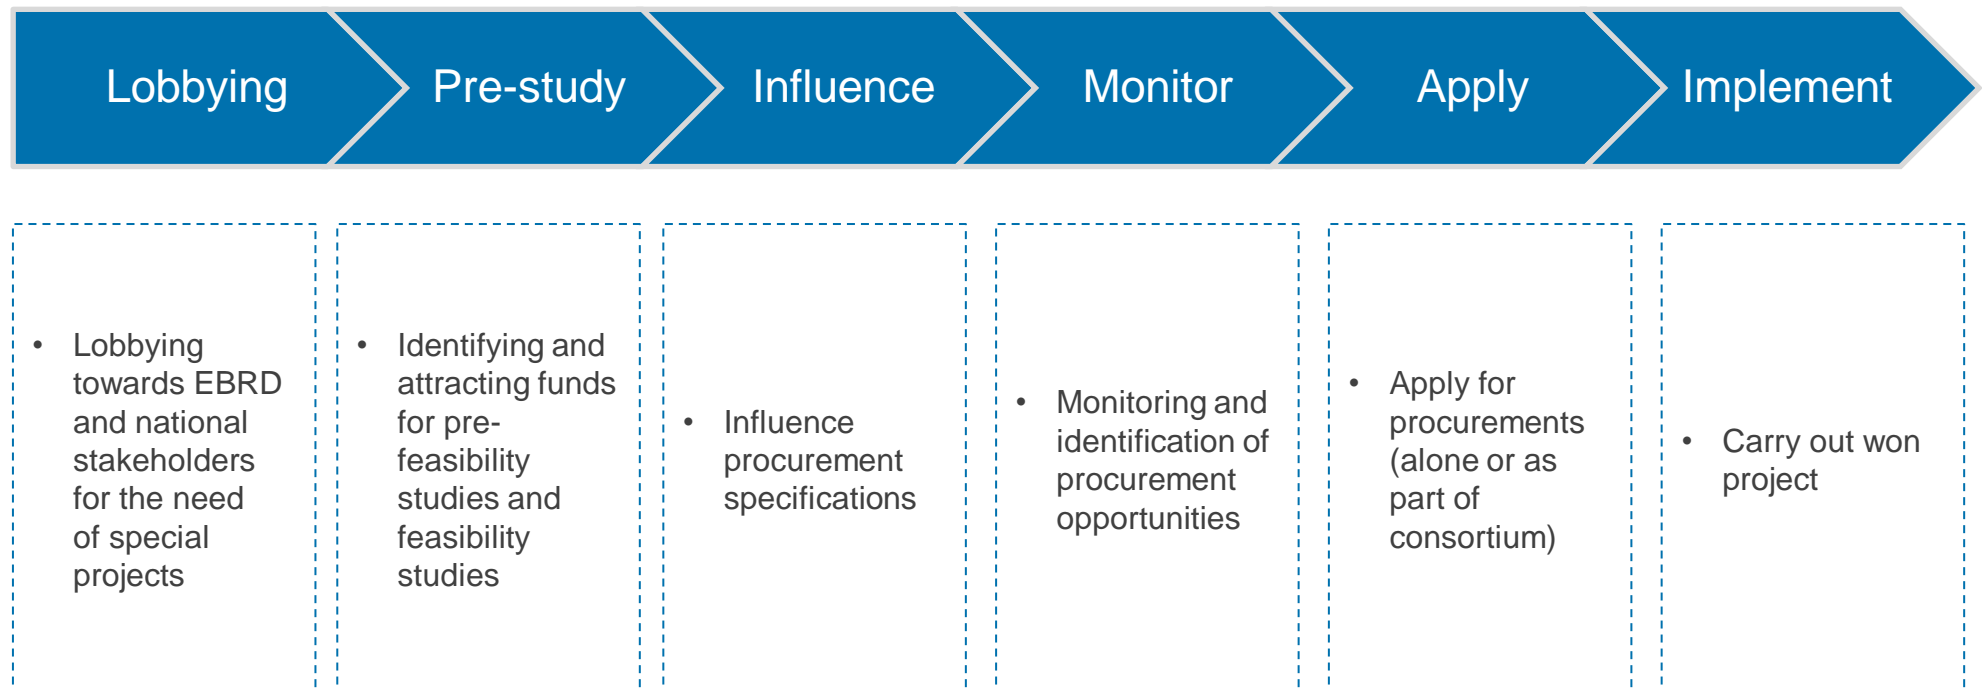 Lobbying
Pre-study
Influence
Monitor
Apply
Implement
• Lobbying
towards EBRD
and national
stakeholders
for the need
of special
projects
• Identifying and
attracting funds
for pre-
feasibility
studies and
feasibility
studies
• Influence
procurement
specifications
• Monitoring and
identification of
procurement
opportunities
• Apply for
procurements
(alone or as
part of
consortium)
• Carry out won
project